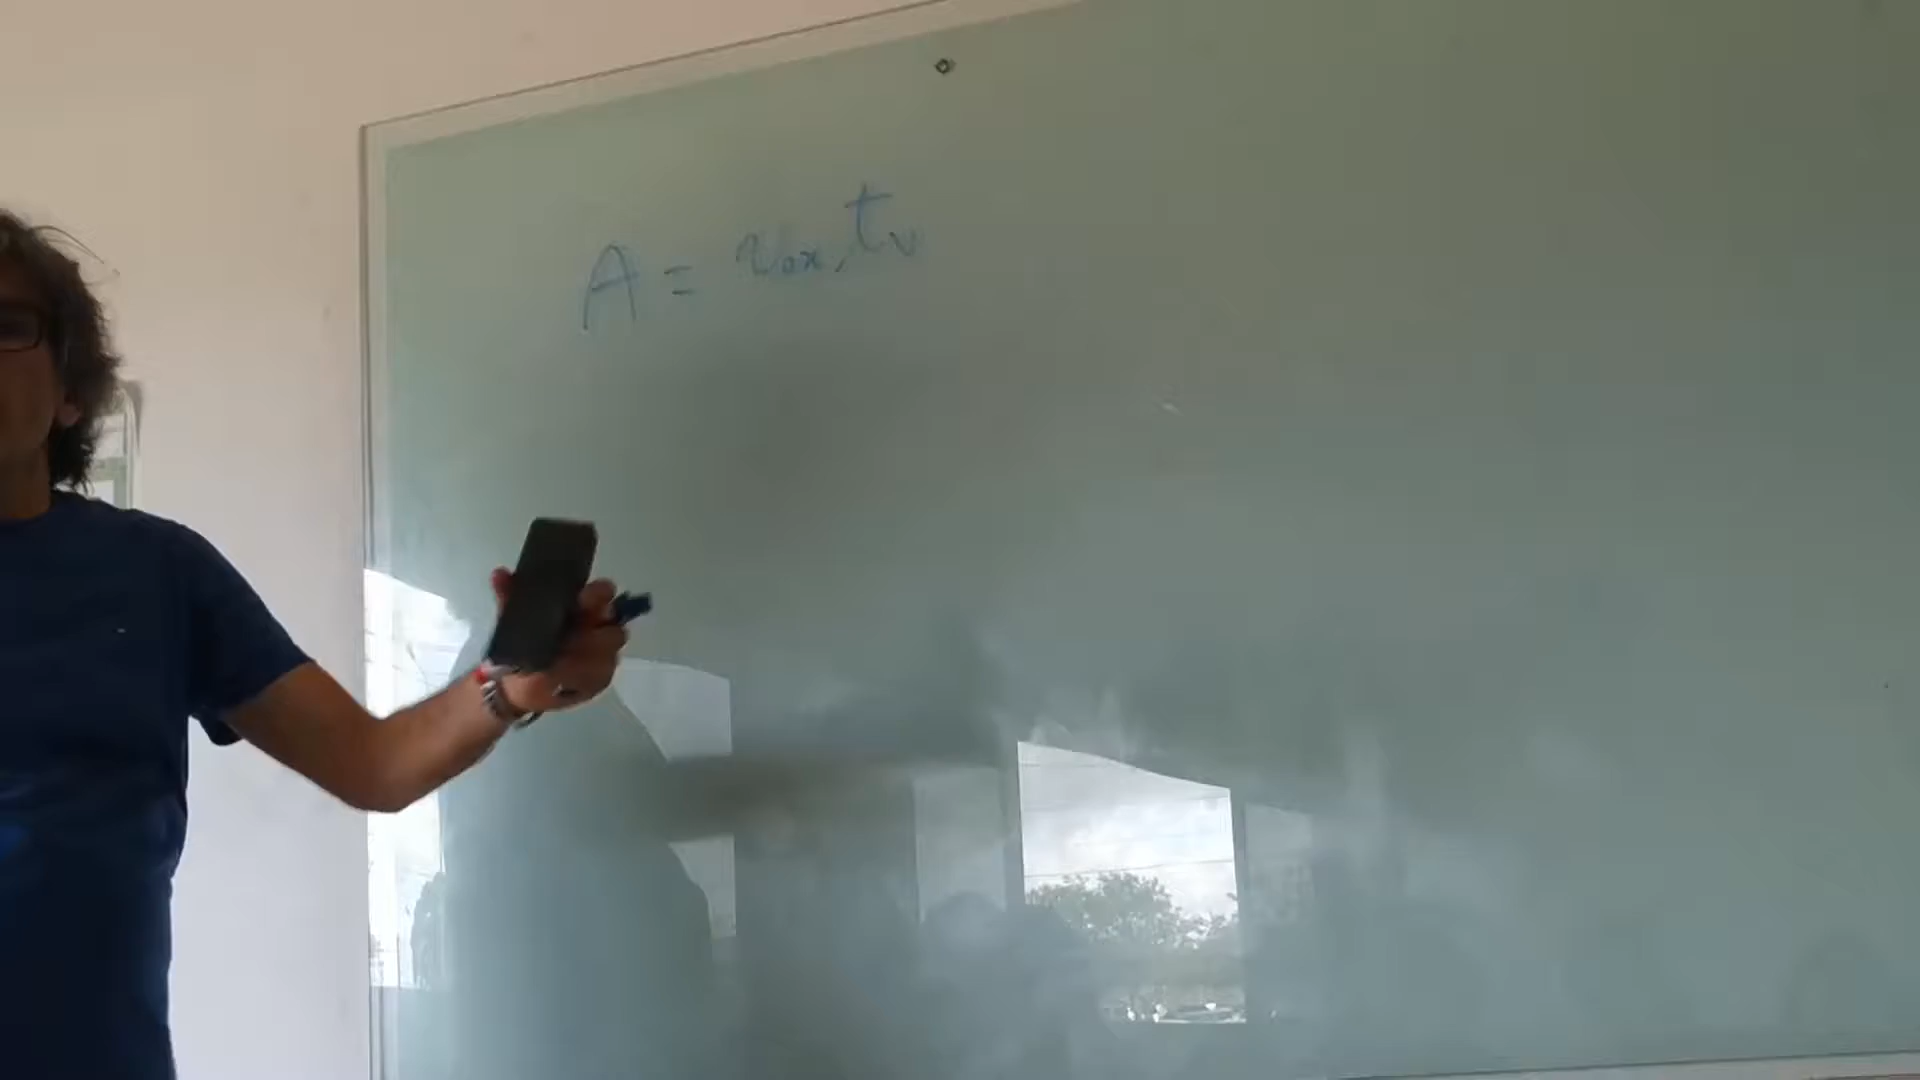 A = v₀ₓ.tᵥ